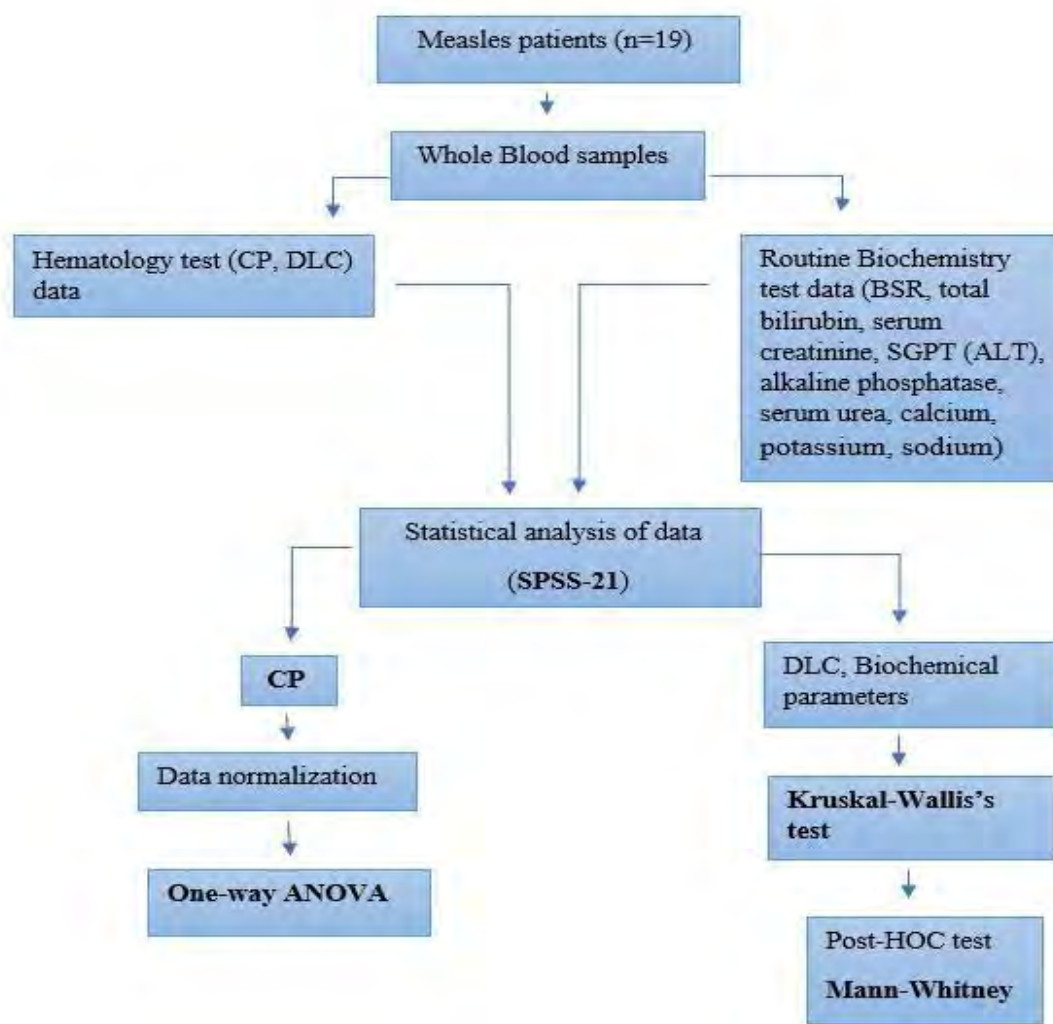 Measles patients (n=19)
Whole Blood samples
Hematology test (CP, DLC)
data
Routine Biochemistry
test data (BSR, total
bilirubin, serum
creatinine, SGPT (ALT),
alkaline phosphatase,
serum urea, calcium,
potassium, sodium)
Statistical analysis of data
(SPSS-21)
CP
Data normalization
One-way ANOVA
DLC, Biochemical
parameters
Kruskal-Wallis’s
test
Post-HOC test
Mann-Whitney